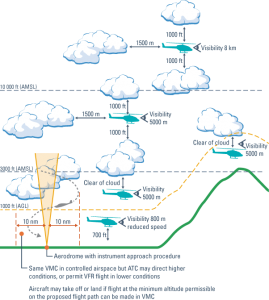 1000 ft
1500 m
Visibility 8 km
1000 ft
10 000 ft (AMSL)
1000 ft
1500 m
Visibility
5000 m
1000 ft
Clear of cloud
Visibility
5000 m
3000 ft (AMSL)
Clear of cloud
Visibility
5000 m
1000 ft (AGL)
10 nm
10 nm
Visibility 800 m
reduced speed
700 ft
Aerodrome with instrument approach procedure
Same VMC in controlled airspace but ATC may direct higher
conditions, or permit VFR flight in lower conditions
Aircraft may take off or land if flight at the minimum altitude permissible
on the proposed flight path can be made in VMC